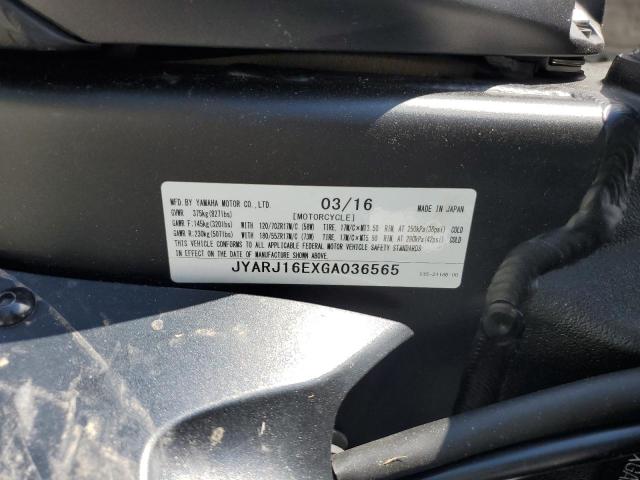 MFD.BY YAMAHA MOTOR CO.,LTD. 03/16 MADE IN JAPAN
[MOTORCYCLE]
GVWR 375kg(827lbs)
GAWR F: 145kg(320lbs) WITH 120/70ZR17M/C (58W) TIRE, 17M/C×MT3.50 RIM, AT 250kPa(36psi) COLD
GAWR R: 230kg(507lbs) WITH 180/55ZR17M/C (73W) TIRE, 17M/C×MT5.50 RIM, AT 290kPa(42psi) COLD
THIS VEHICLE CONFORMS TO ALL APPLICABLE FEDERAL MOTOR VEHICLE SAFETY STANDARDS
IN EFFECT ON THE DATE OF MANUFACTURE SHOWN ABOVE.
JYARJ16EXGA036565